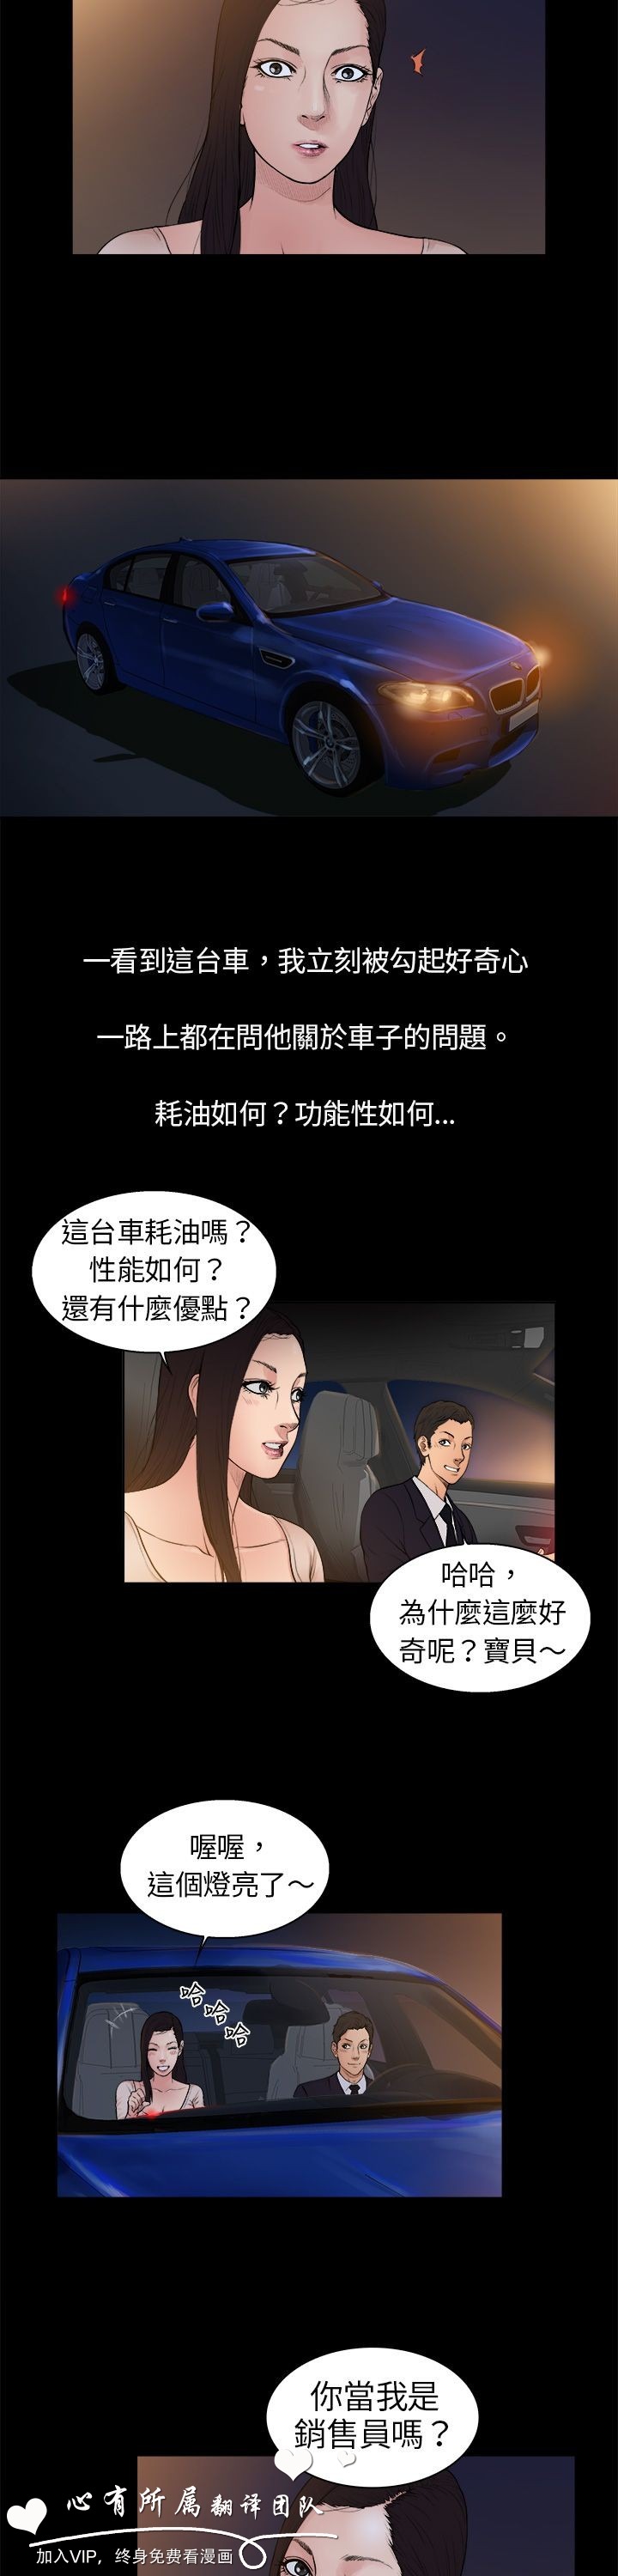 一看到這台車，我立刻被勾起好奇心
一路上都在問他關於車子的問題。
耗油如何？功能性如何...
這台車耗油嗎？
性能如何？
還有什麼優點？
哈哈，
為什麼這麼好
奇呢？寶貝～
喔喔，
這個燈亮了～
哈哈哈
你當我是
銷售員嗎？
心有所属翻译团队
加入VIP，终身免费看漫画